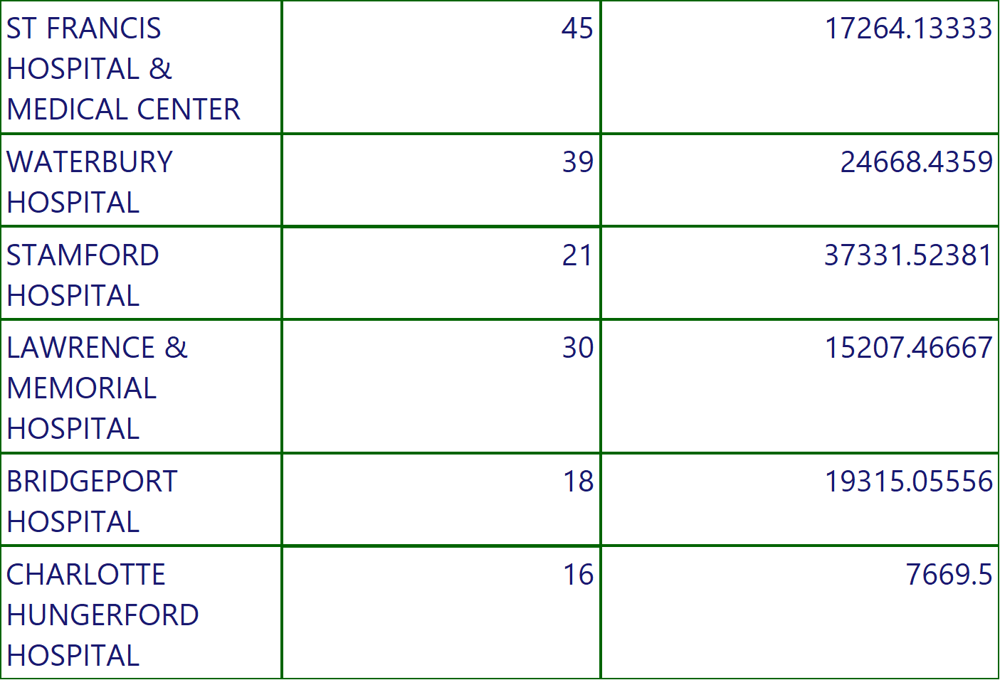 ST FRANCIS 45 17264.13333
HOSPITAL &
MEDICAL CENTER
WATERBURY 39 24668.4359
HOSPITAL
STAMFORD 21 37331.52381
HOSPITAL
LAWRENCE & 30 15207.46667
MEMORIAL
HOSPITAL
BRIDGEPORT 18 19315.05556
HOSPITAL
CHARLOTTE 16 7669.5
HUNGERFORD
HOSPITAL